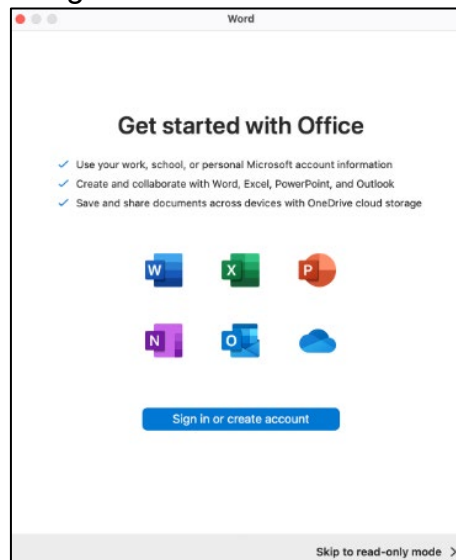 Word
Get started with Office
Use your work, school, or personal Microsoft account information
Create and collaborate with Word, Excel, PowerPoint, and Outlook
Save and share documents across devices with OneDrive cloud storage
W X P
N O
Sign in or create account
Skip to read-only mode